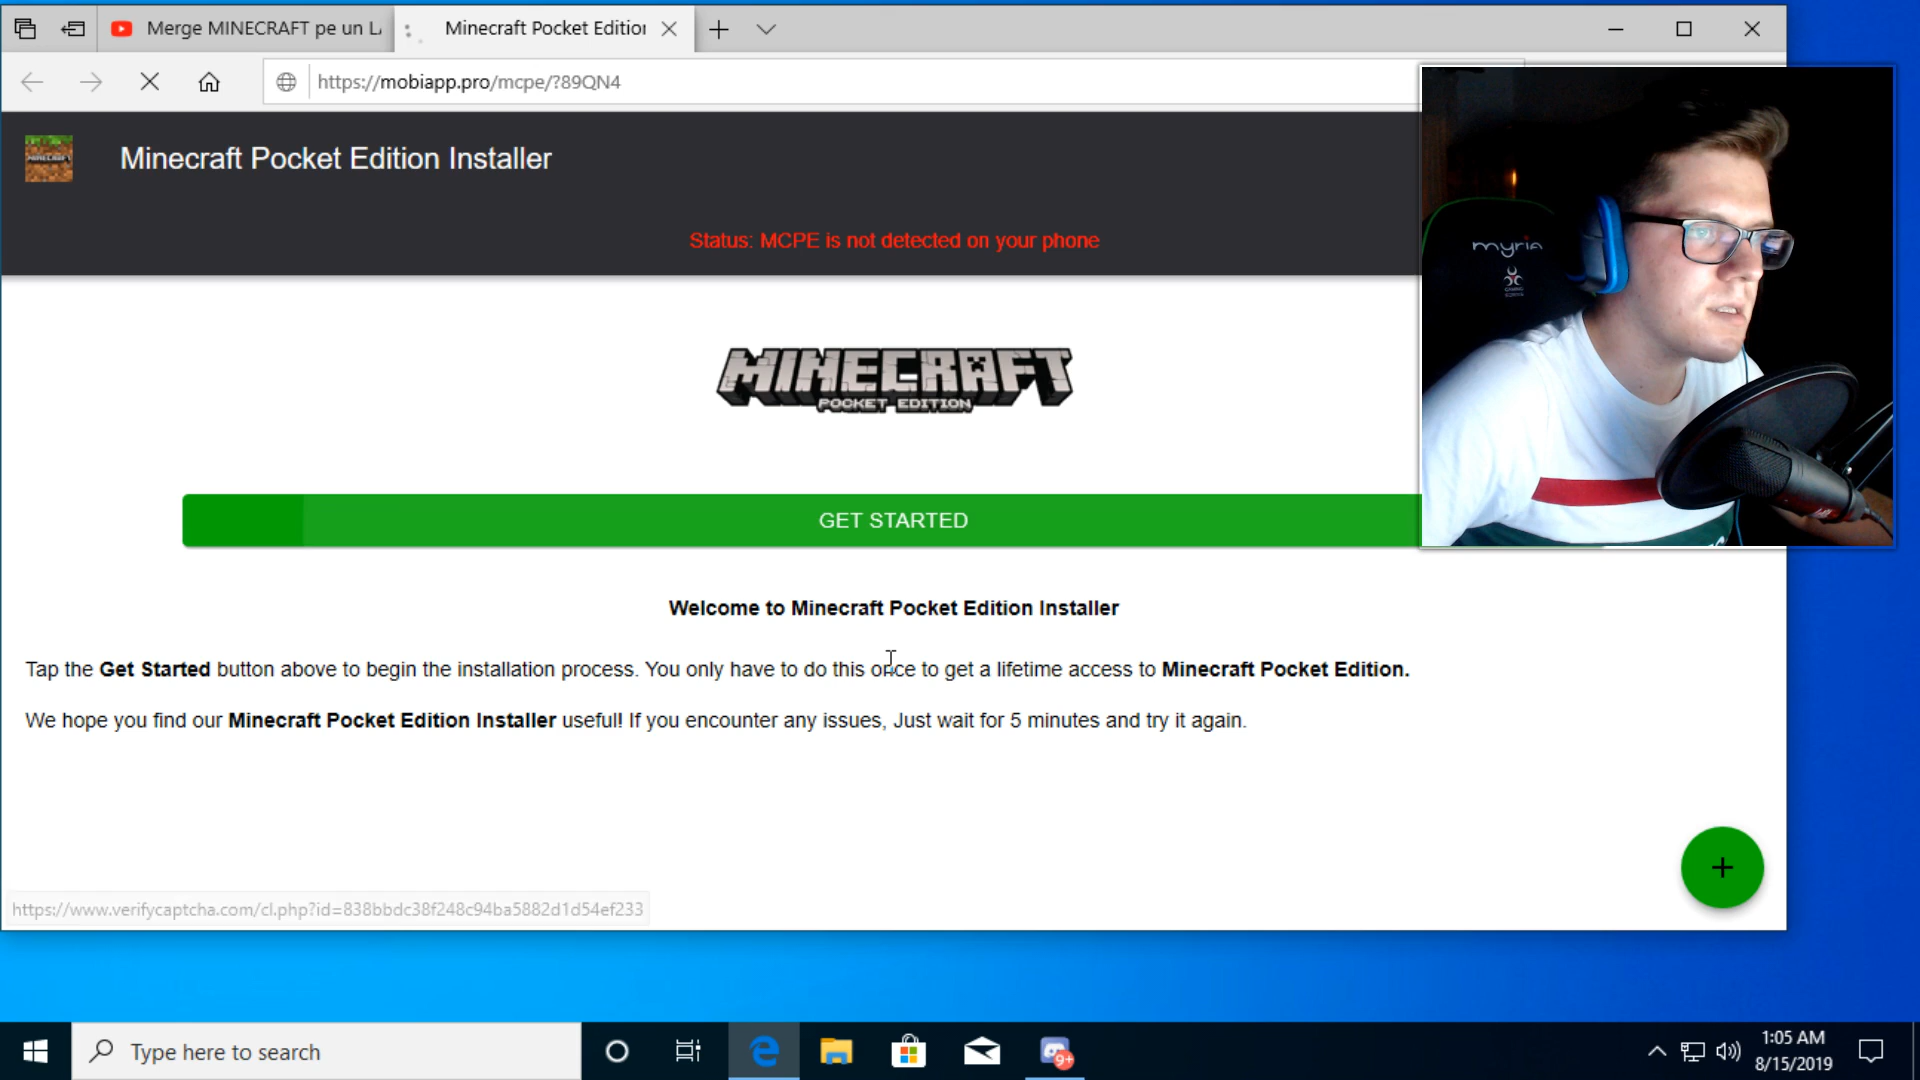 Merge MINECRAFT pe un L
Minecraft Pocket Edition
https://mobiapp.pro/mcpe/?89QN4
MINECRAFT
Minecraft Pocket Edition Installer
Status: MCPE is not detected on your phone
myria
MINECRAFT
POCKET EDITION
GET STARTED
Welcome to Minecraft Pocket Edition Installer
Tap the Get Started button above to begin the installation process. You only have to do this once to get a lifetime access to Minecraft Pocket Edition.
We hope you find our Minecraft Pocket Edition Installer useful! If you encounter any issues, Just wait for 5 minutes and try it again.
+
https://www.verifycaptcha.com/cl.php?id=838bbdc38f248c94ba5882d1d54ef233
Type here to search
9+
1:05 AM
8/15/2019